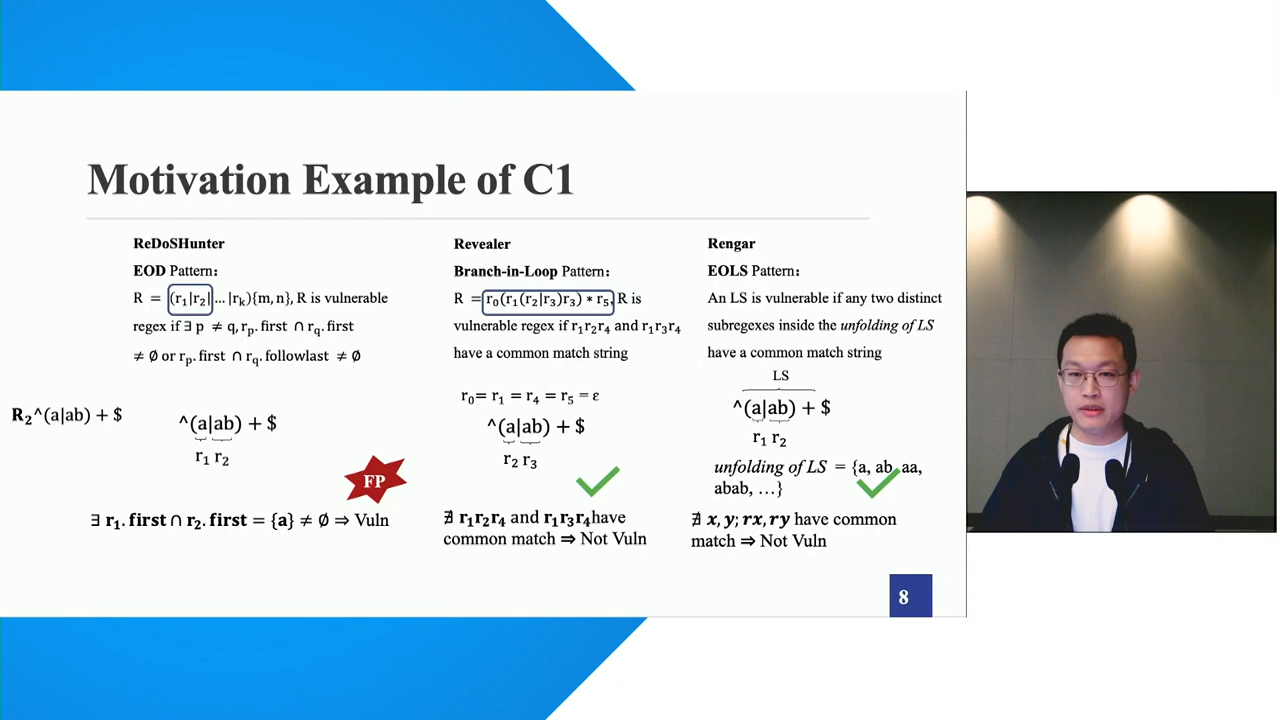 Motivation Example of C1
ReDoSHunter
EOD Pattern:
R = (r₁|r₂| ... |rₖ){m, n}, R is vulnerable
regex if ∃ p ≠ q, rₚ. first ∩ r_q. first
≠ ∅ or rₚ. first ∩ r_q. followlast ≠ ∅
R₂^(a|ab) + $
^(a|ab) + $
r₁ r₂
FP
∃ r₁. first ∩ r₂. first = {a} ≠ ∅ ⇒ Vuln
Revealer
Branch-in-Loop Pattern:
R = r₀(r₁(r₂|r₃)r₃) * r₅, R is
vulnerable regex if r₁r₂r₄ and r₁r₃r₄
have a common match string
r₀= r₁ = r₄ = r₅ = ε
^(a|ab) + $
r₂ r₃
∄ r₁r₂r₄ and r₁r₃r₄have
common match ⇒ Not Vuln
Rengar
EOLS Pattern:
An LS is vulnerable if any two distinct
subregexes inside the unfolding of LS
have a common match string
LS
^(a|ab) + $
r₁ r₂
unfolding of LS = {a, ab, aa,
abab, …}
∄ x, y; rx, ry have common
match ⇒ Not Vuln
8